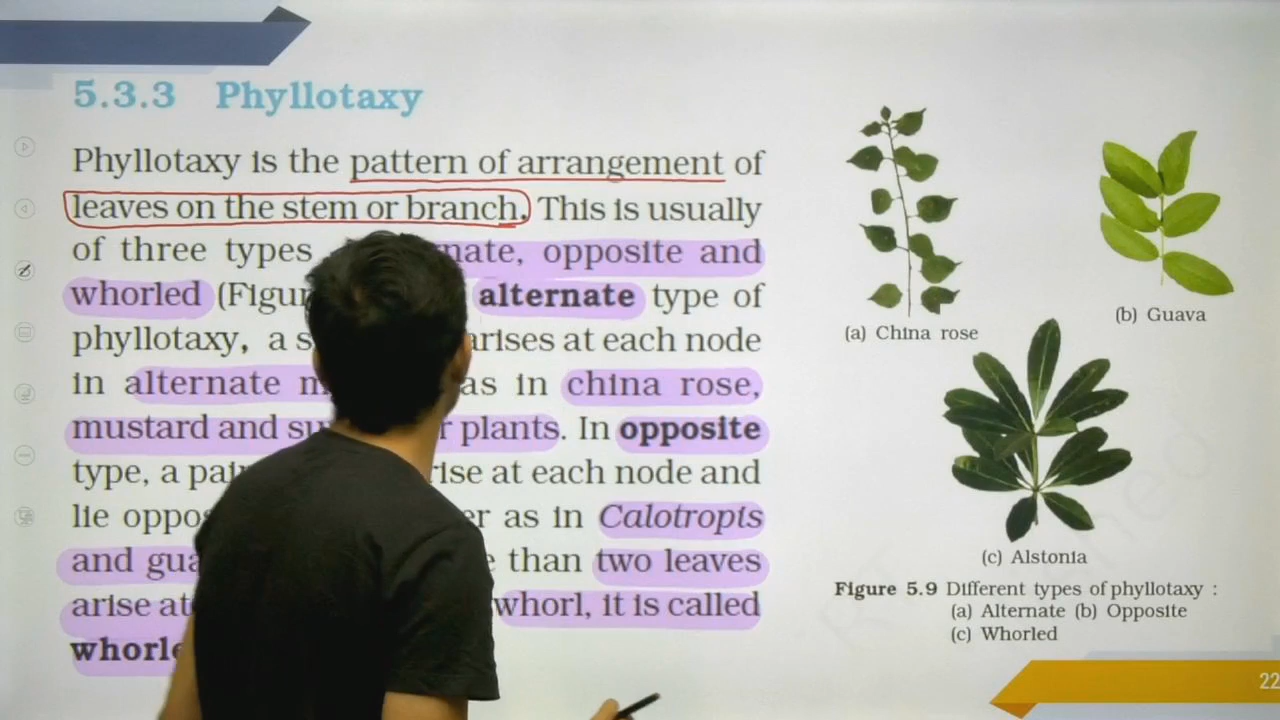 5.3.3 Phyllotaxy
Phyllotaxy is the pattern of arrangement of
leaves on the stem or branch. This is usually
of three types nate, opposite and
whorled (Figur alternate type of
phyllotaxy, a s arises at each node
in alternate m as in china rose,
mustard and su r plants. In opposite
type, a pair rise at each node and
lie oppos er as in Calotropis
and gua e than two leaves
arise at whorl, it is called
whorle
(a) China rose
(b) Guava
(c) Alstonia
Figure 5.9 Different types of phyllotaxy :
(a) Alternate (b) Opposite
(c) Whorled
22